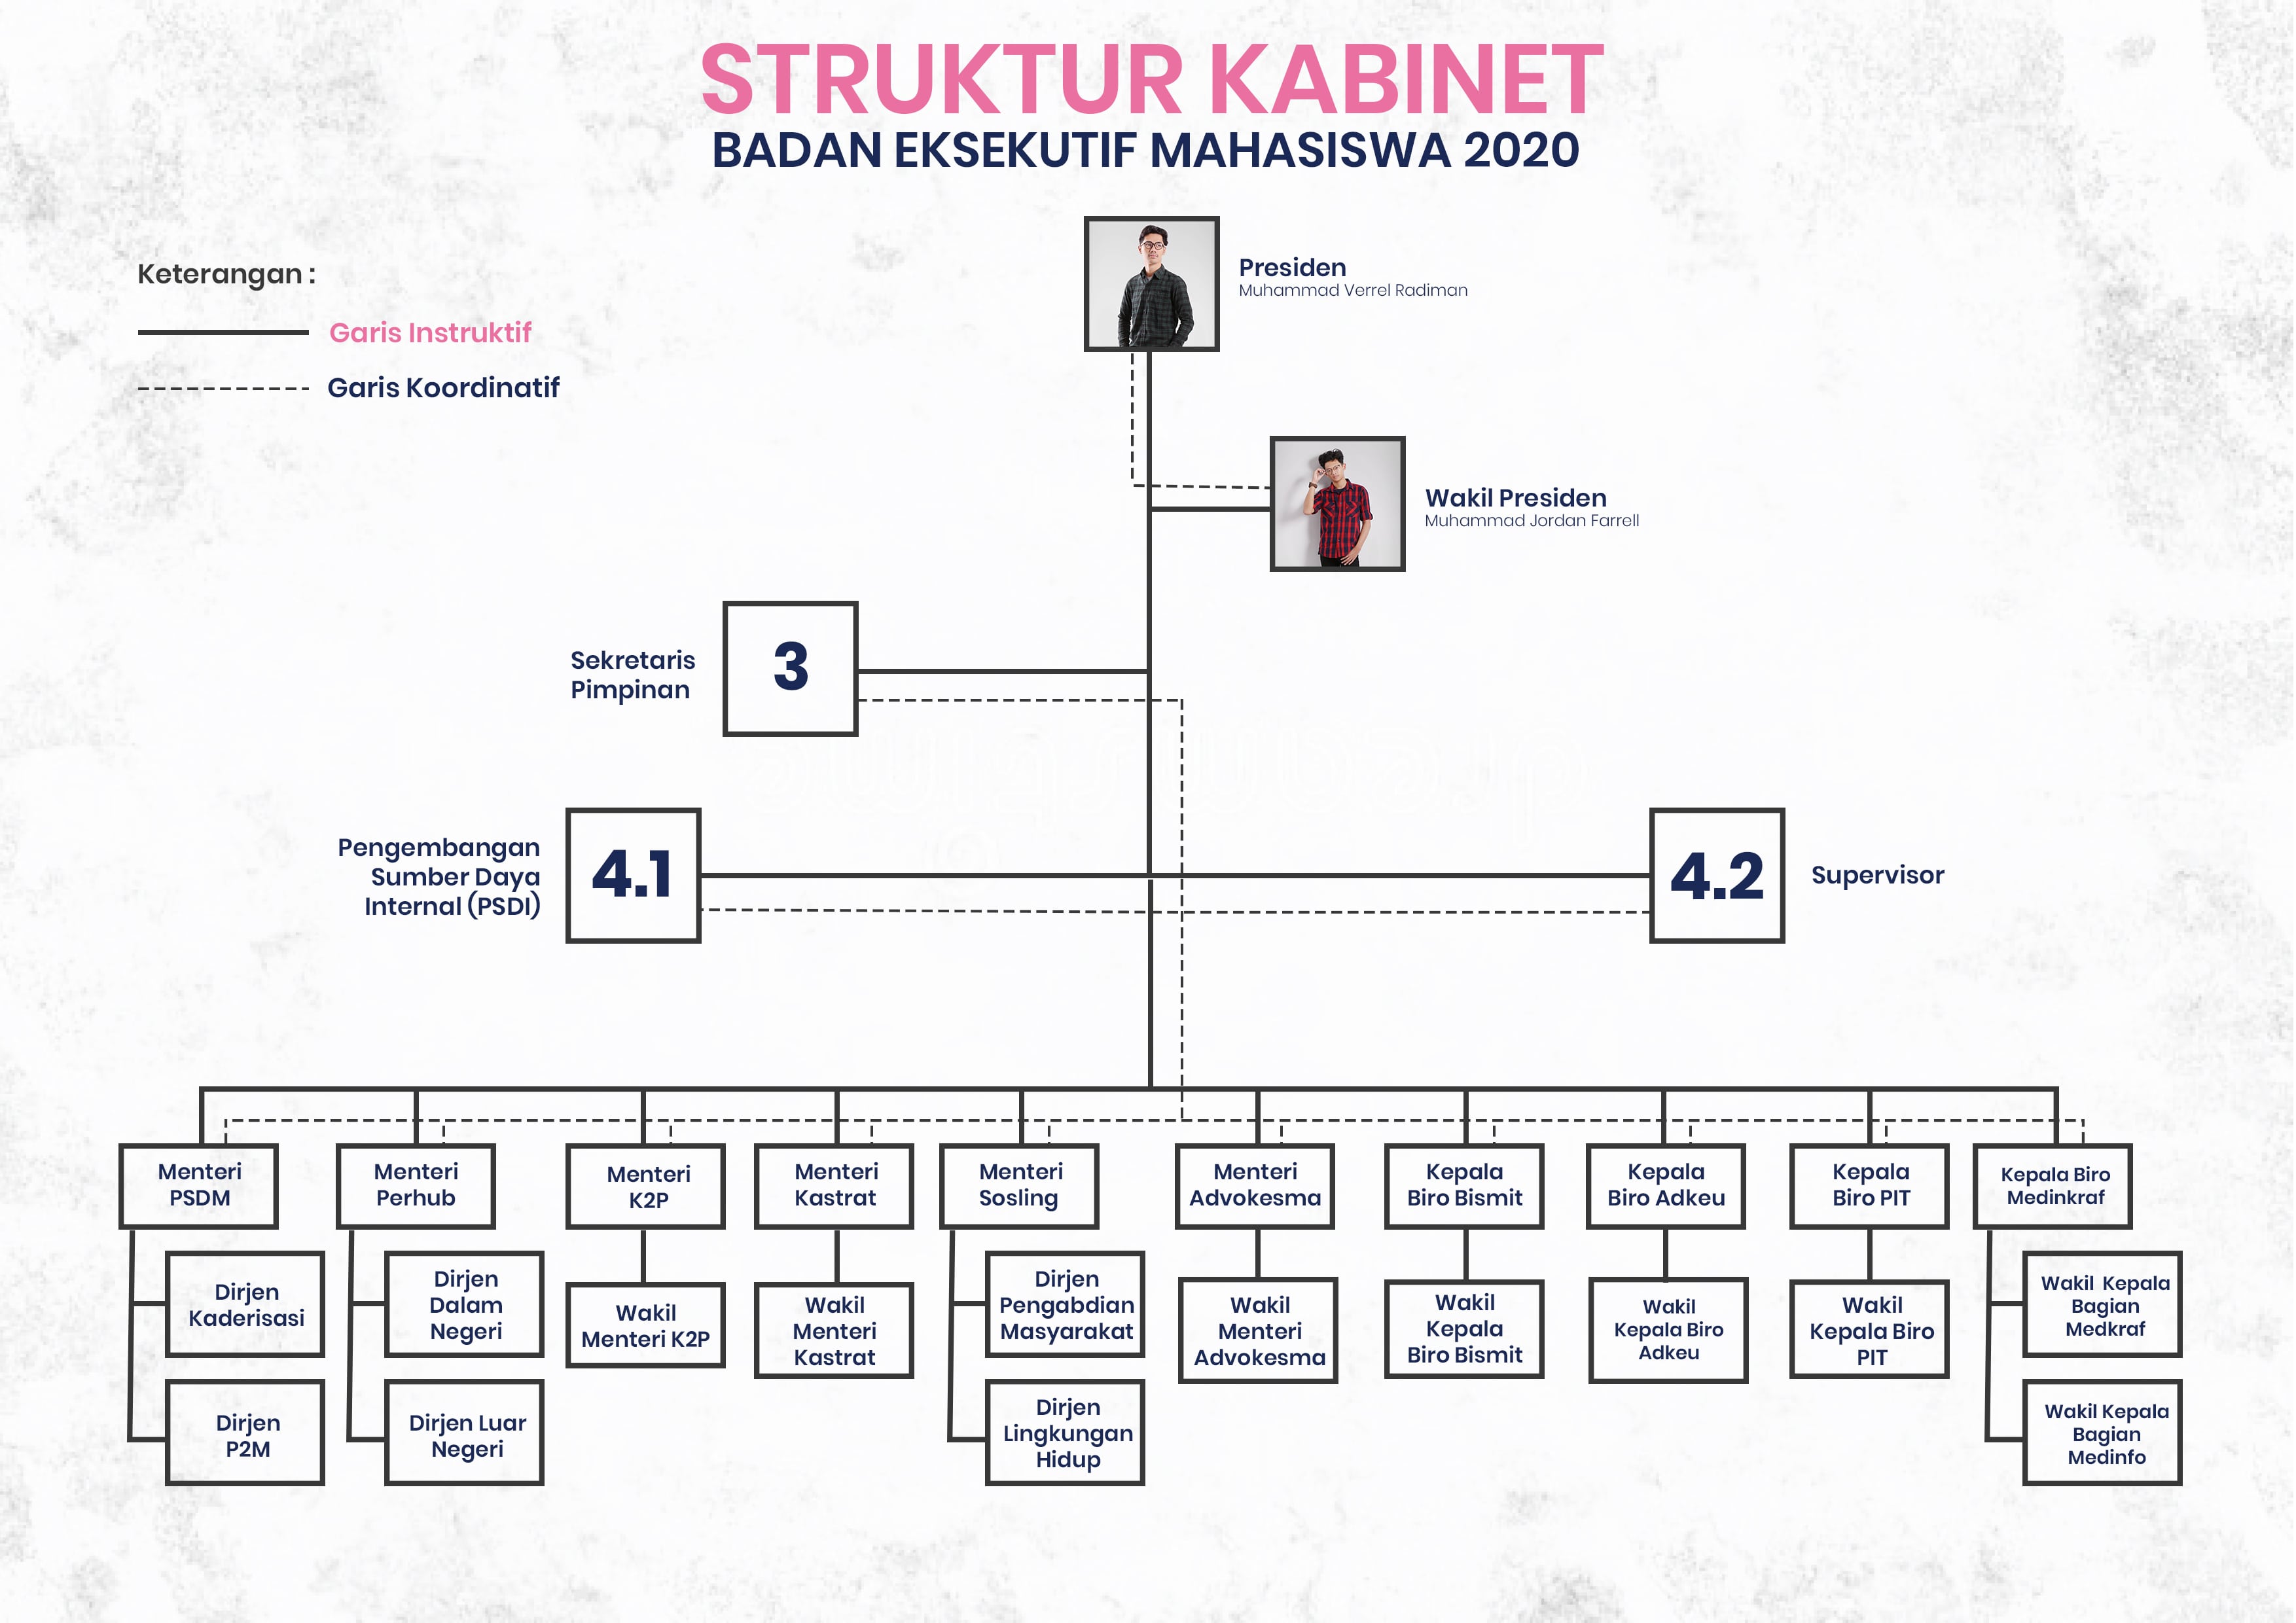 STRUKTUR KABINET
BADAN EKSEKUTIF MAHASISWA 2020
Keterangan :
Garis Instruktif
Garis Koordinatif
Presiden
Muhammad Verrel Radiman
Wakil Presiden
Muhammad Jordan Farrell
Sekretaris
Pimpinan
3
Pengembangan
Sumber Daya
Internal (PSDI)
4.1
4.2
Supervisor
Menteri
PSDM
Menteri
Perhub
Menteri
K2P
Menteri
Kastrat
Menteri
Sosling
Menteri
Advokesma
Kepala
Biro Bismit
Kepala
Biro Adkeu
Kepala
Biro PIT
Kepala Biro
Medinkraf
Dirjen
Kaderisasi
Dirjen
Dalam
Negeri
Wakil
Menteri K2P
Wakil
Menteri
Kastrat
Dirjen
Pengabdian
Masyarakat
Wakil
Menteri
Advokesma
Wakil
Kepala
Biro Bismit
Wakil
Kepala Biro
Adkeu
Wakil
Kepala Biro
PIT
Wakil Kepala
Bagian
Medkraf
Dirjen
P2M
Dirjen Luar
Negeri
Dirjen
Lingkungan
Hidup
Wakil Kepala
Bagian
Medinfo